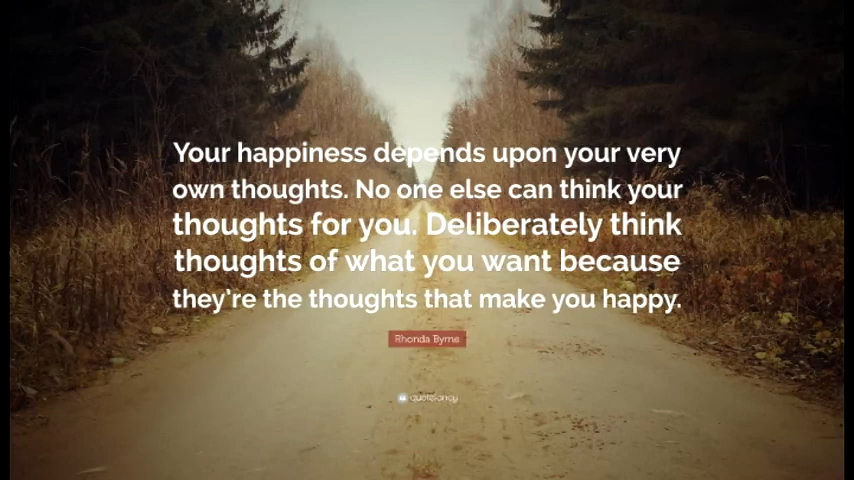 Your happiness depends upon your very
own thoughts. No one else can think your
thoughts for you. Deliberately think
thoughts of what you want because
they're the thoughts that make you happy.
Rhonda Byrne
quotefancy